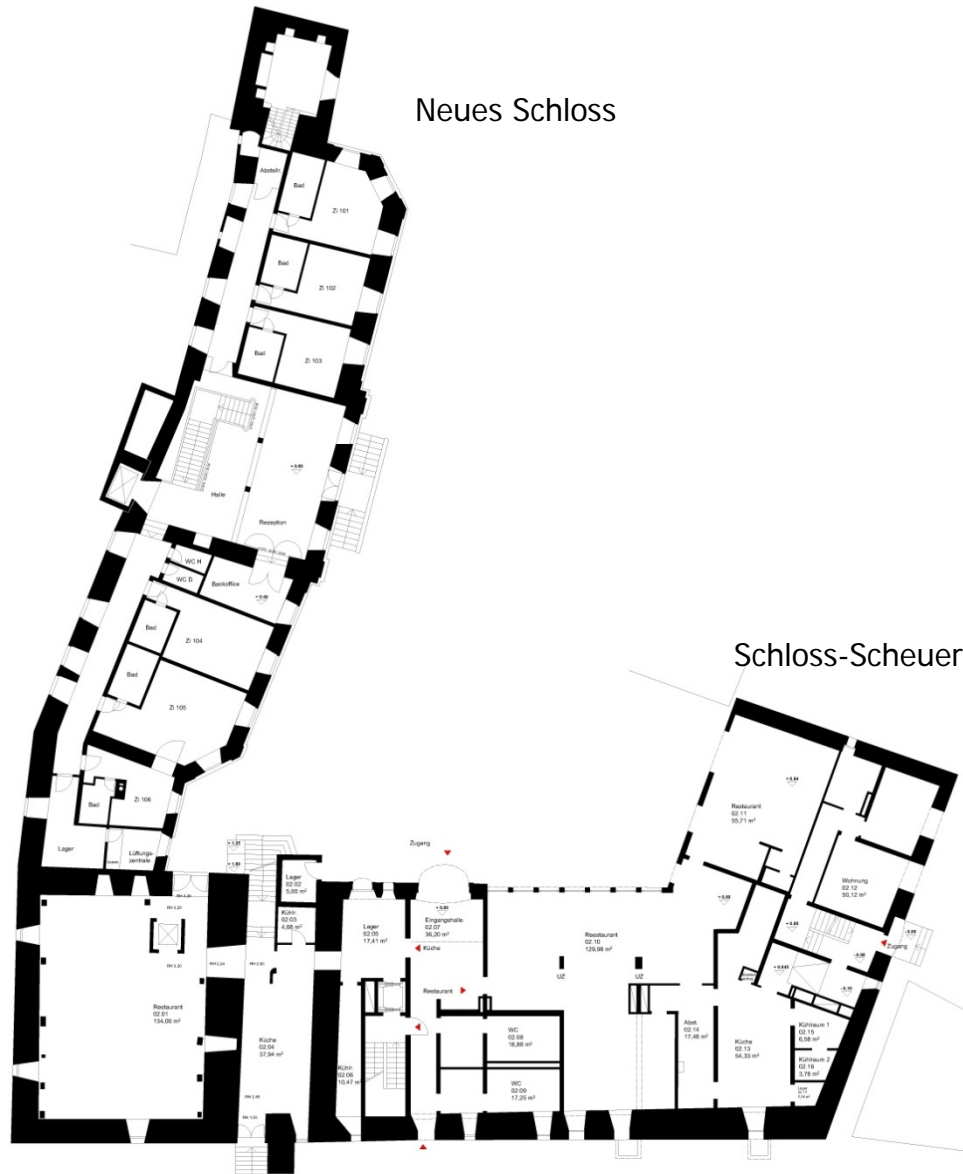 Neues Schloss
Abstellr.
Bad
Zi 101
Bad
Zi 102
Bad
Zi 103
+ 0.80
Halle
Reception
WC H
WC D
Backoffice
Bad
Zi 104
Bad
Zi 105
Bad
Zi 106
Lager
Lüftungs-
zentrale
Schloss-Scheuer
Restaurant
02.11
55,71 m²
Wohnung
02.12
50,12 m²
Zugang
Zugang
Lager
02.02
5,00 m²
Kühlr.
02.03
4,68 m²
Lager
02.05
17,41 m²
Eingangshalle
02.07
36,20 m²
Küche
Restaurant
Reestaurant
02.10
129,98 m²
UZ
UZ
Restaurant
02.01
134,00 m²
Küche
02.04
37,94 m²
Kühlr.
02.06
10,47 m²
WC
02.08
18,86 m²
WC
02.09
17,25 m²
Abst.
02.14
17,48 m²
Küche
02.13
54,33 m²
Kühlraum 1
02.15
6,58 m²
Kühlraum 2
02.16
3,78 m²
Lager
02.17